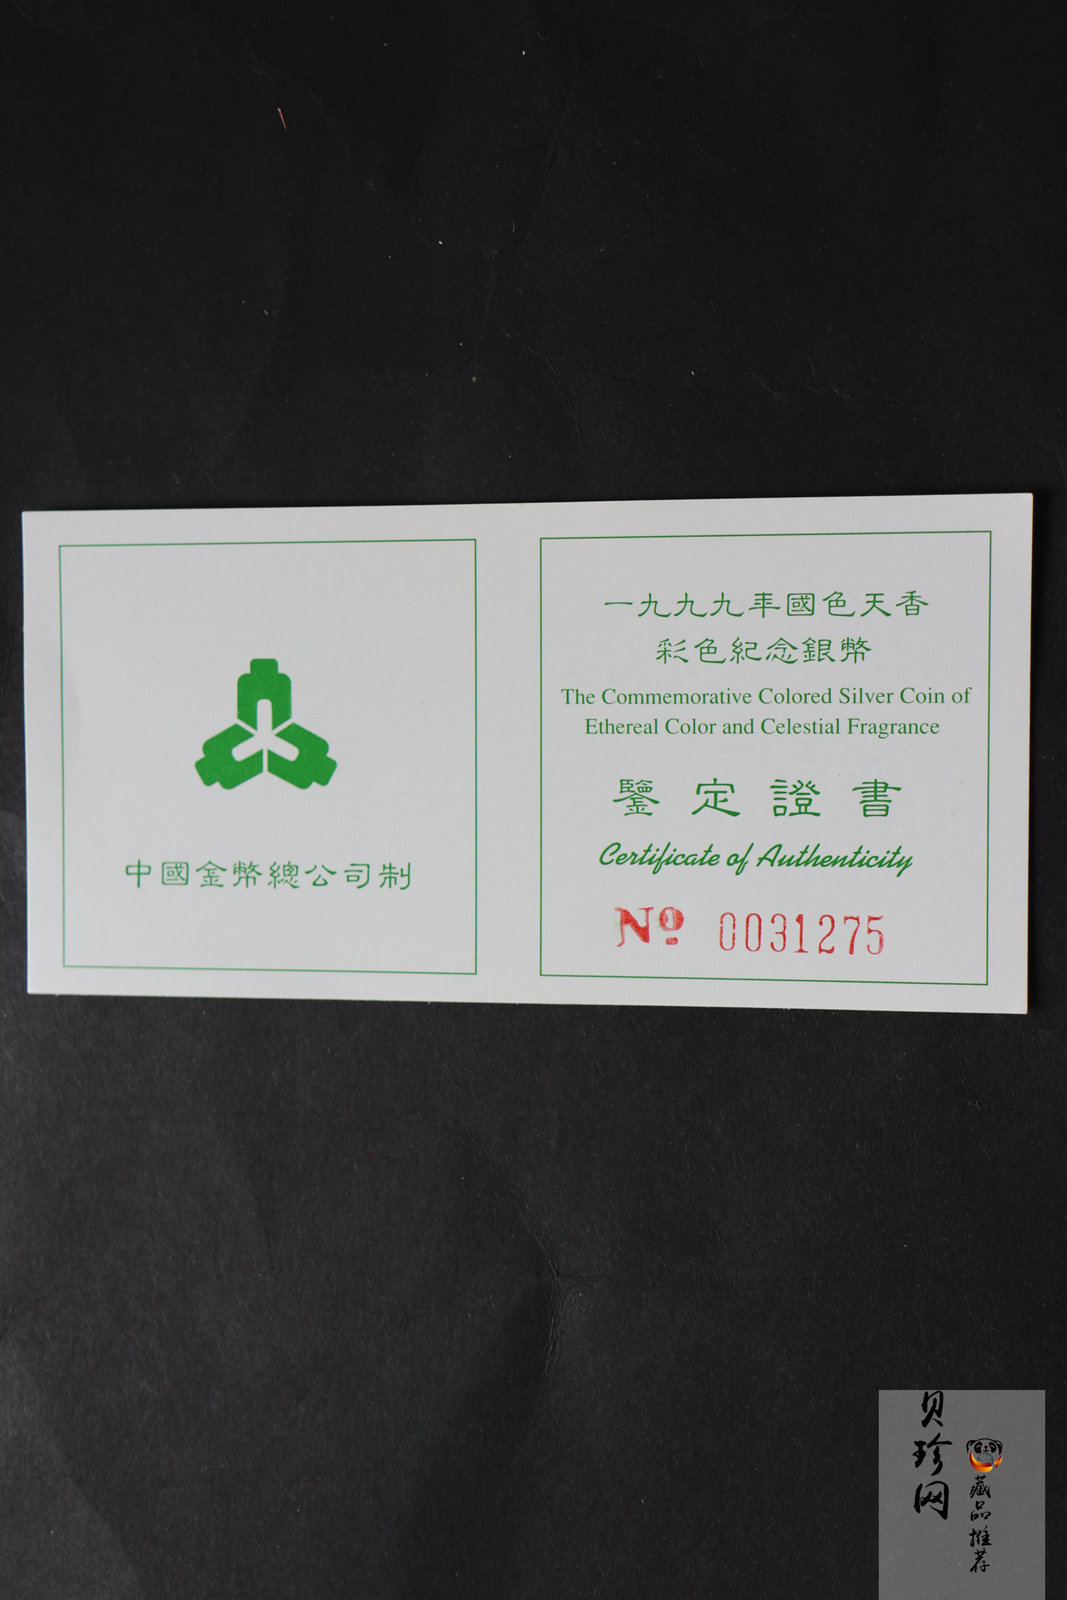 中國金幣總公司制
一九九九年國色天香
彩色紀念銀幣
The Commemorative Colored Silver Coin of
Ethereal Color and Celestial Fragrance
鑒定證書
Certificate of Authenticity
Nº 0031275
贝珍网
藏品推荐